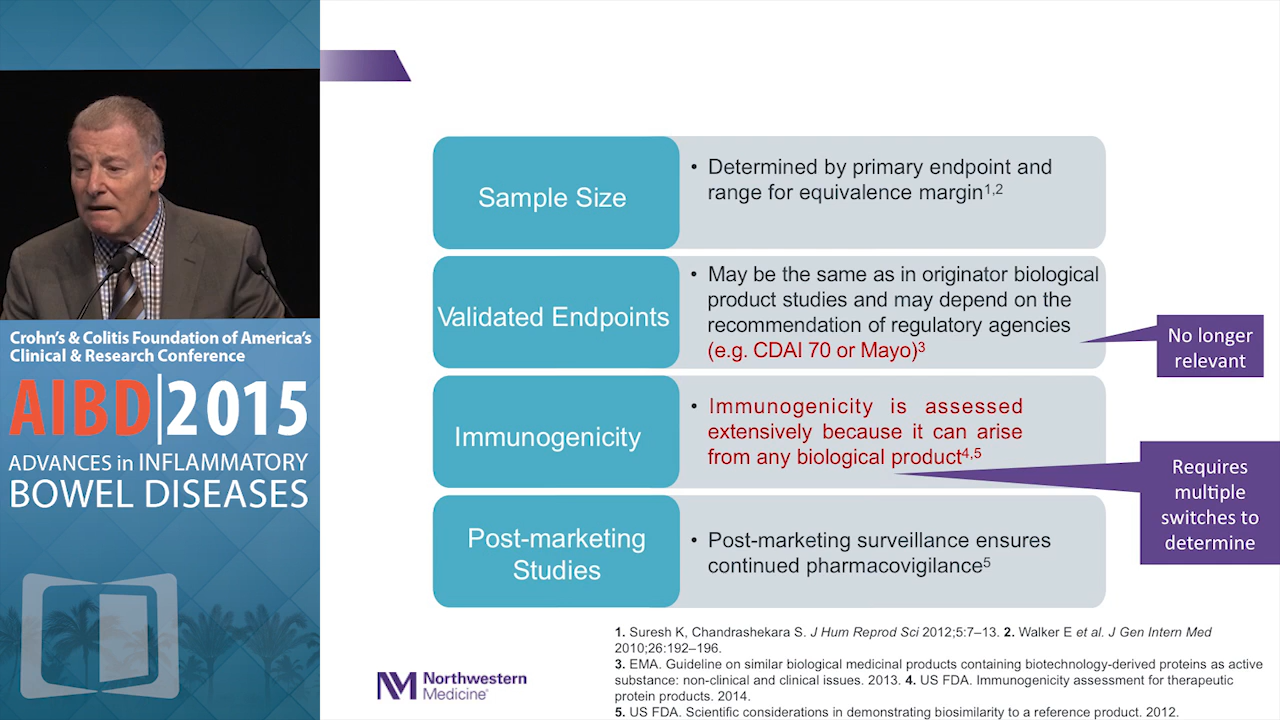 Crohn's & Colitis Foundation of America's
Clinical & Research Conference
AIBD|2015
ADVANCES in INFLAMMATORY
BOWEL DISEASES
Sample Size
• Determined by primary endpoint and
range for equivalence margin1,2
Validated Endpoints
• May be the same as in originator biological
product studies and may depend on the
recommendation of regulatory agencies
(e.g. CDAI 70 or Mayo)3
No longer
relevant
Immunogenicity
• Immunogenicity is assessed
extensively because it can arise
from any biological product4,5
Requires
multiple
switches to
determine
Post-marketing
Studies
• Post-marketing surveillance ensures
continued pharmacovigilance5
1. Suresh K, Chandrashekara S. J Hum Reprod Sci 2012;5:7–13. 2. Walker E et al. J Gen Intern Med
2010;26:192–196.
3. EMA. Guideline on similar biological medicinal products containing biotechnology-derived proteins as active
substance: non-clinical and clinical issues. 2013. 4. US FDA. Immunogenicity assessment for therapeutic
protein products. 2014.
5. US FDA. Scientific considerations in demonstrating biosimilarity to a reference product. 2012.
Northwestern
Medicine®